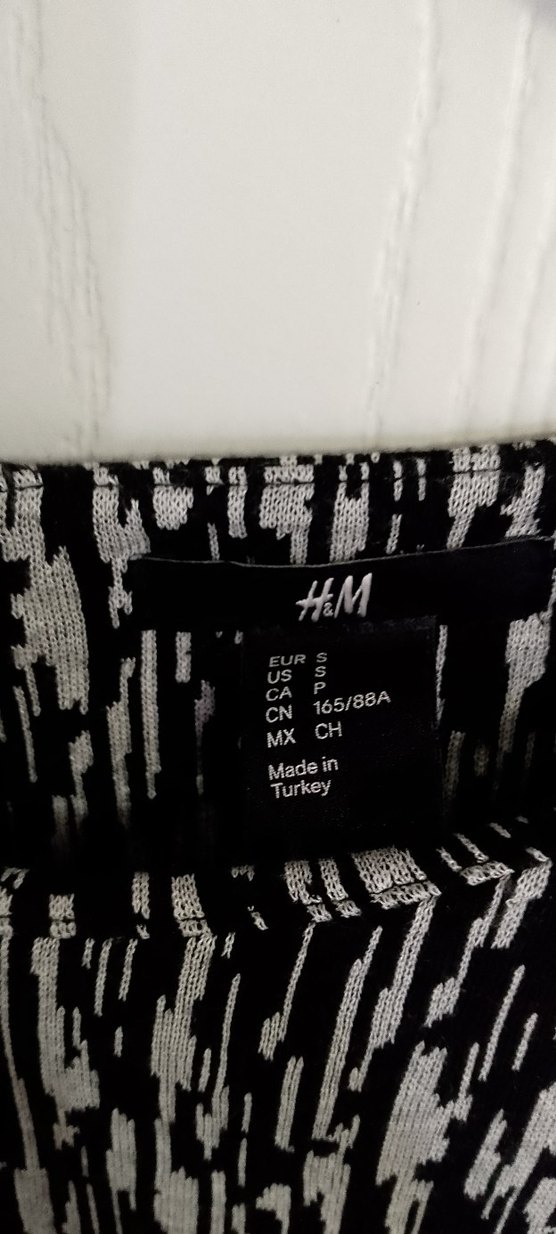 H&M
EUR S
US S
CA P
CN 165/88A
MX CH
Made in
Turkey